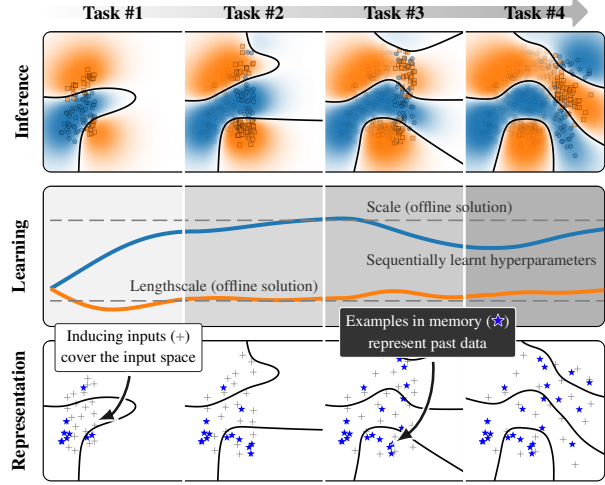 Task #1 Task #2 Task #3 Task #4
Inference
Learning
Scale (offline solution)
Sequentially learnt hyperparameters
Lengthscale (offline solution)
Representation
Inducing inputs (+)
cover the input space
Examples in memory (★)
represent past data